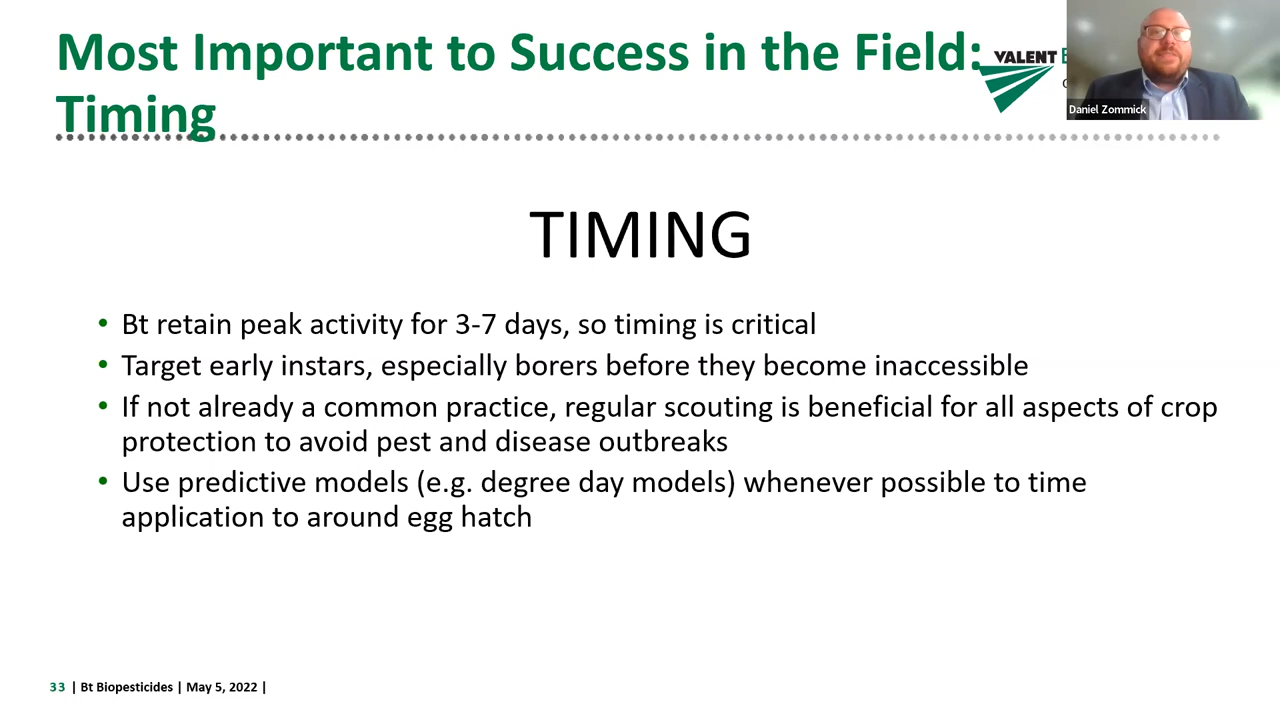 Most Important to Success in the Field:
Timing
VALENT
Daniel Zommick
TIMING
• Bt retain peak activity for 3-7 days, so timing is critical
• Target early instars, especially borers before they become inaccessible
• If not already a common practice, regular scouting is beneficial for all aspects of crop
protection to avoid pest and disease outbreaks
• Use predictive models (e.g. degree day models) whenever possible to time
application to around egg hatch
33 | Bt Biopesticides | May 5, 2022 |